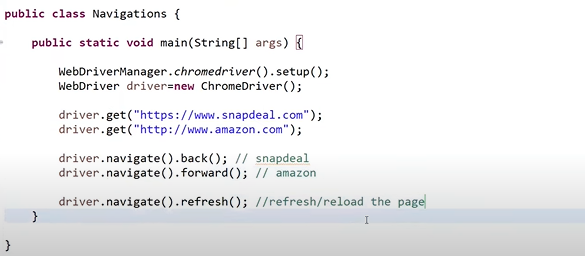 public class Navigations {
public static void main(String[] args) {
WebDriverManager.chromedriver().setup();
WebDriver driver=new ChromeDriver();
driver.get("https://www.snapdeal.com");
driver.get("http://www.amazon.com");
driver.navigate().back(); // snapdeal
driver.navigate().forward(); // amazon
driver.navigate().refresh(); //refresh/reload the page
}
}